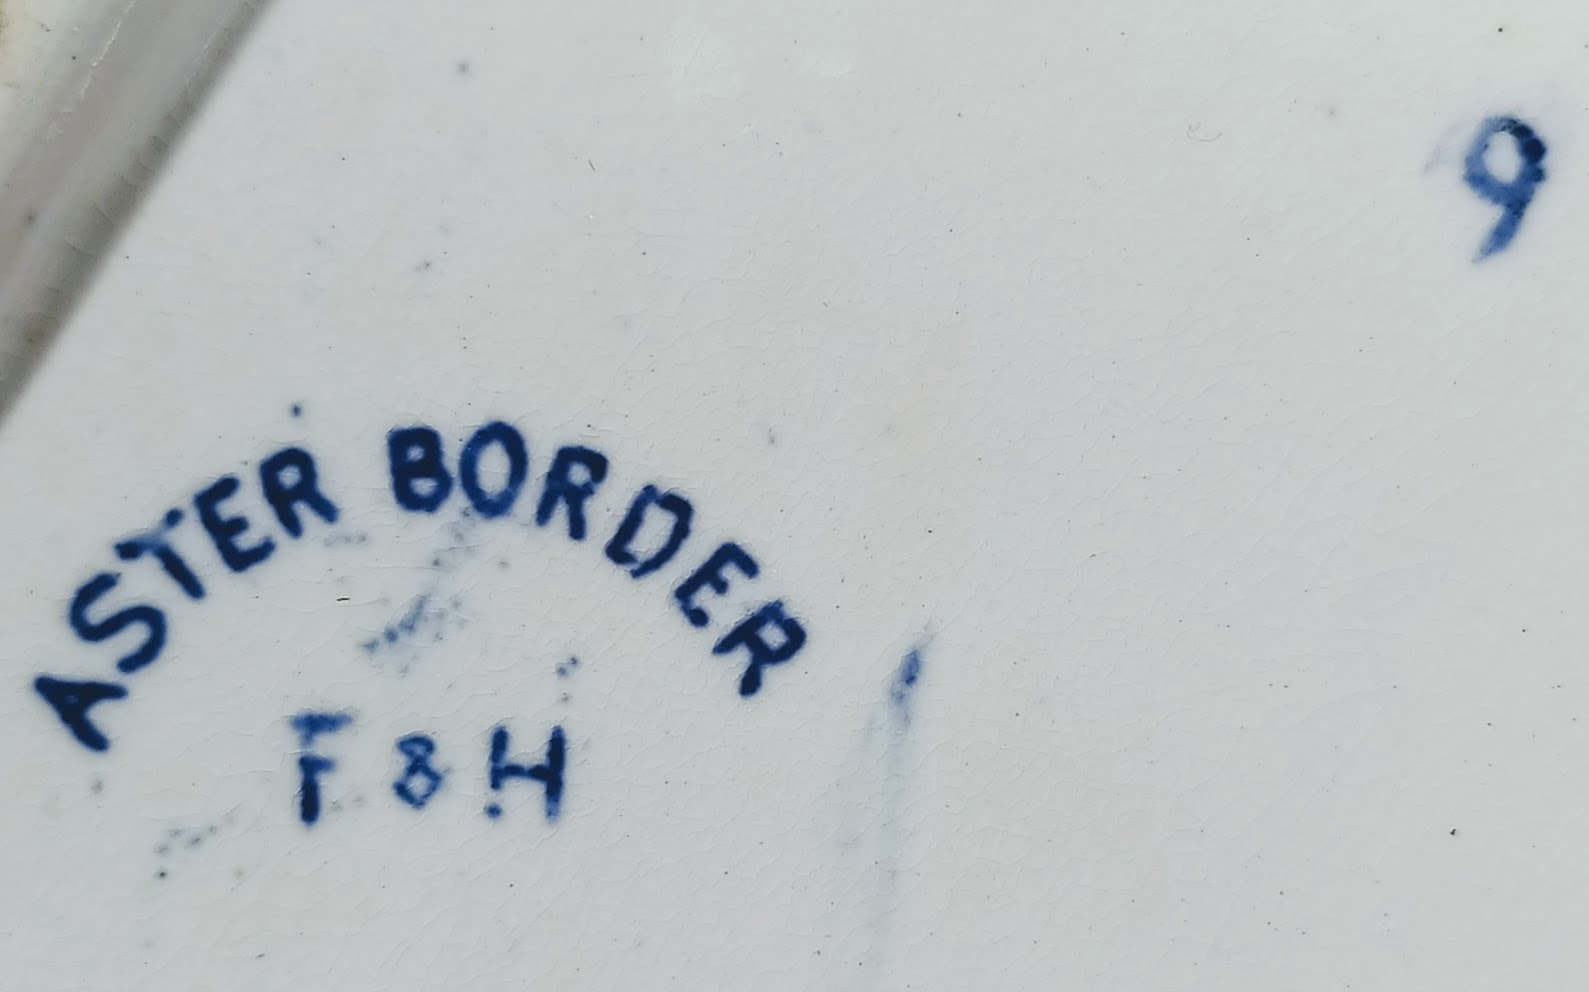 9
ASTER BORDER
F & H